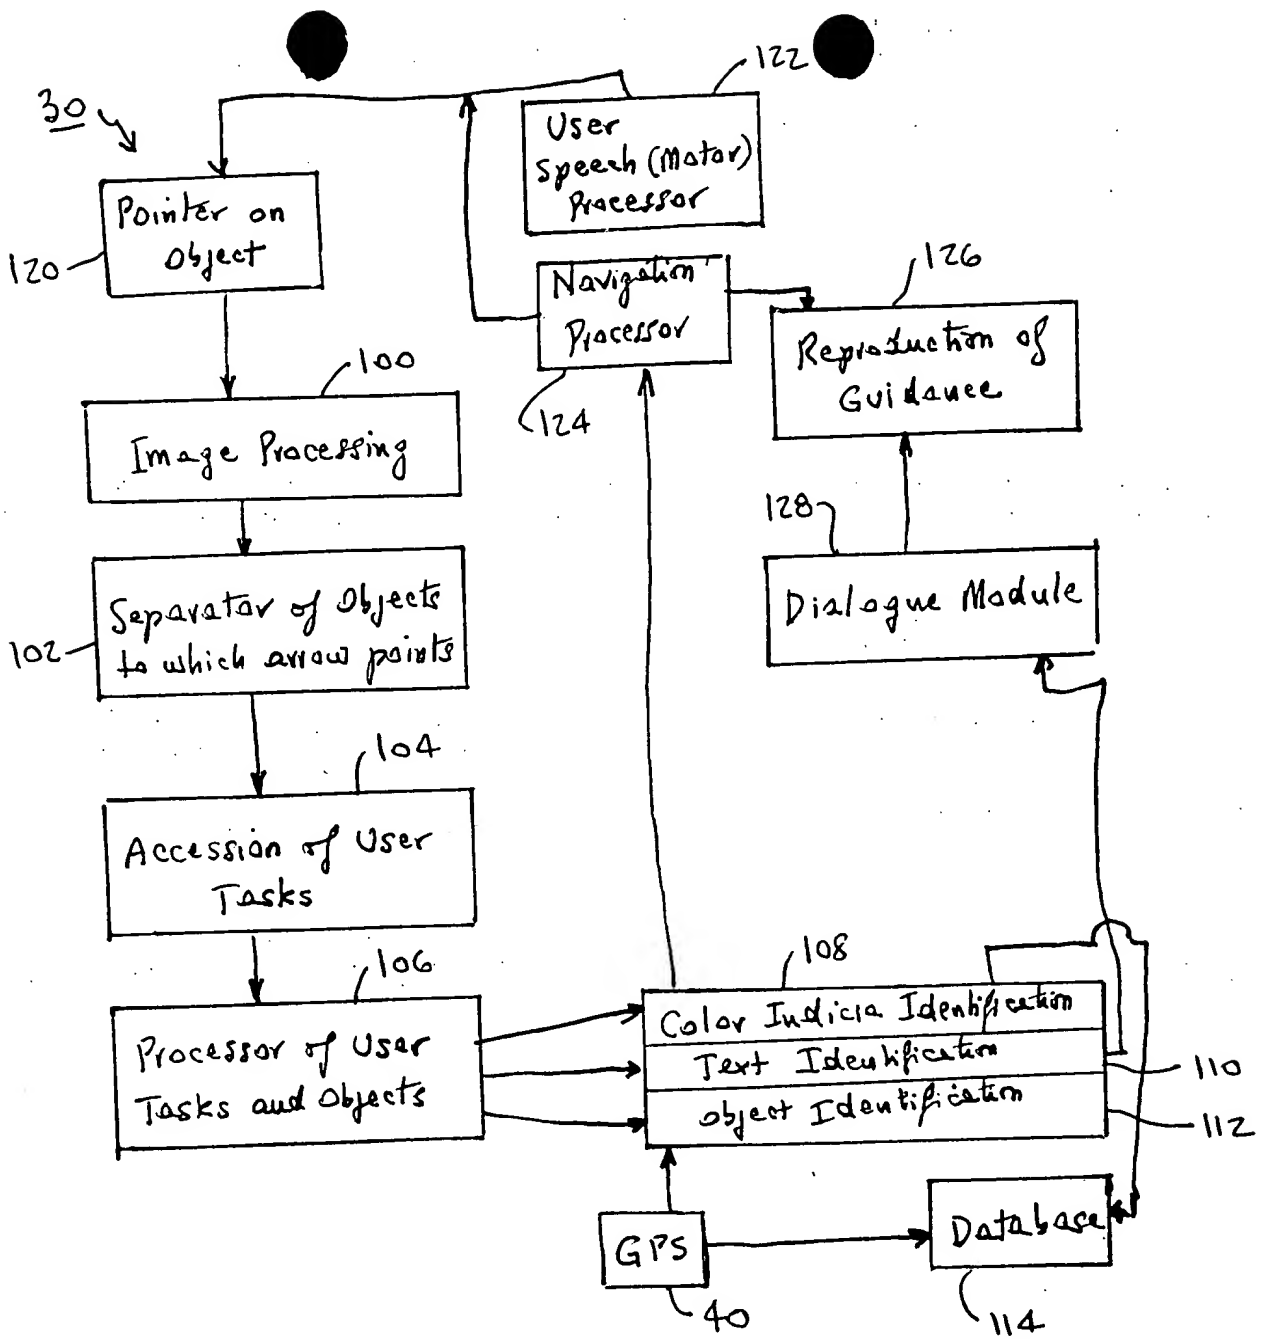 122
30
User
Speech (Motor)
Processor
Pointer on
Object
120
126
Navigation
Processor
124
Reproduction of
Guidance
100
Image Processing
128
Dialogue Module
Separator of Objects
to which arrow points
102
104
Accession of User
Tasks
106
108
Processor of User
Tasks and Objects
Color Indicia Identification
Text Identification
110
Object Identification
112
GPS
40
Database
114